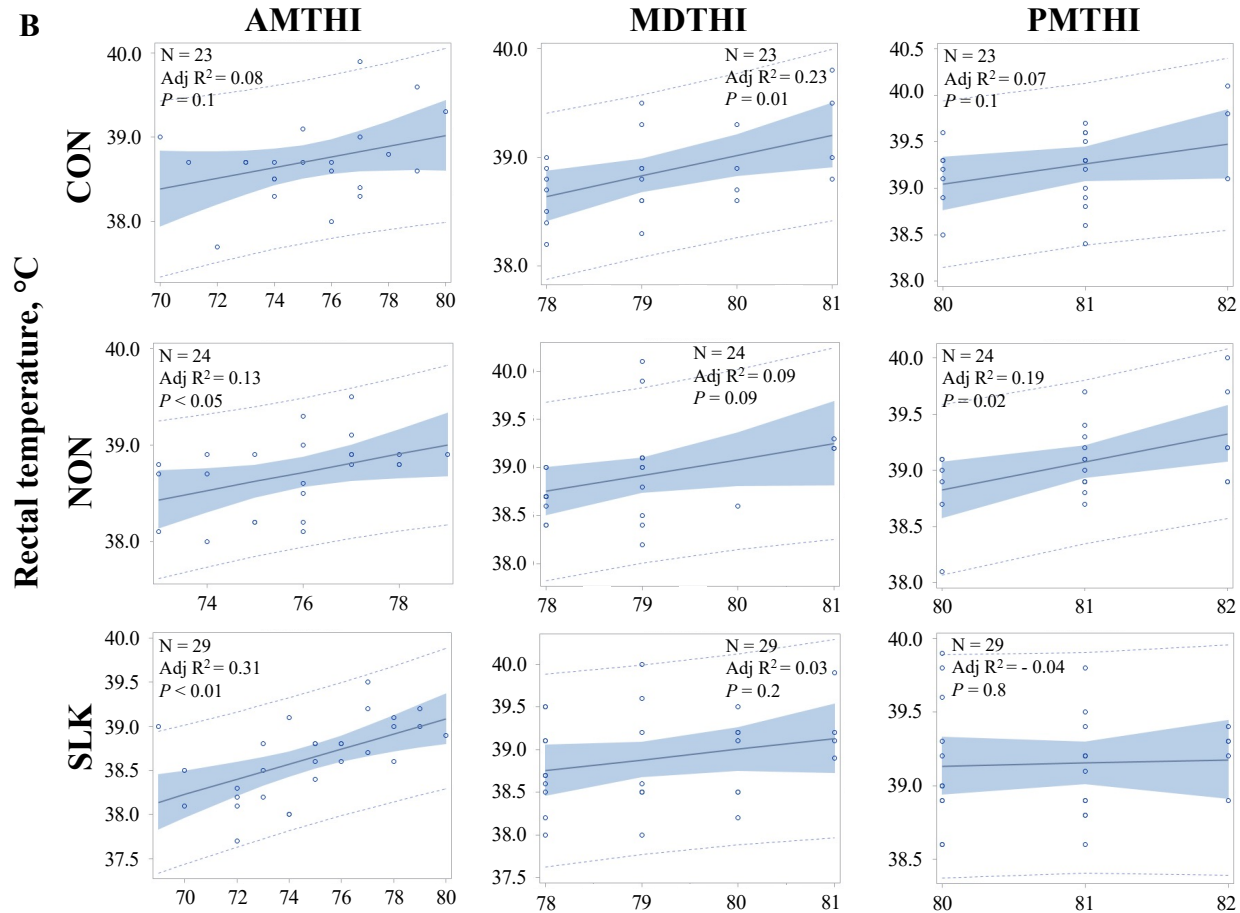 B
AMTHI
MDTHI
PMTHI
Rectal temperature, °C
CON
N = 23
Adj R² = 0.08
P = 0.1
40.0
39.0
38.0
70 72 74 76 78 80
N = 23
Adj R² = 0.23
P = 0.01
40.0
39.0
38.0
78 79 80 81
N = 23
Adj R² = 0.07
P = 0.1
40.5
40.0
39.5
39.0
38.5
38.0
80 81 82
NON
N = 24
Adj R² = 0.13
P < 0.05
40.0
39.0
38.0
74 76 78
N = 24
Adj R² = 0.09
P = 0.09
40.0
39.5
39.0
38.5
38.0
78 79 80 81
N = 24
Adj R² = 0.19
P = 0.02
40.0
39.5
39.0
38.5
38.0
80 81 82
SLK
N = 29
Adj R² = 0.31
P < 0.01
40.0
39.5
39.0
38.5
38.0
37.5
70 72 74 76 78 80
N = 29
Adj R² = 0.03
P = 0.2
40.0
39.5
39.0
38.5
38.0
37.5
78 79 80 81
N = 29
Adj R² = - 0.04
P = 0.8
40.0
39.5
39.0
38.5
80 81 82